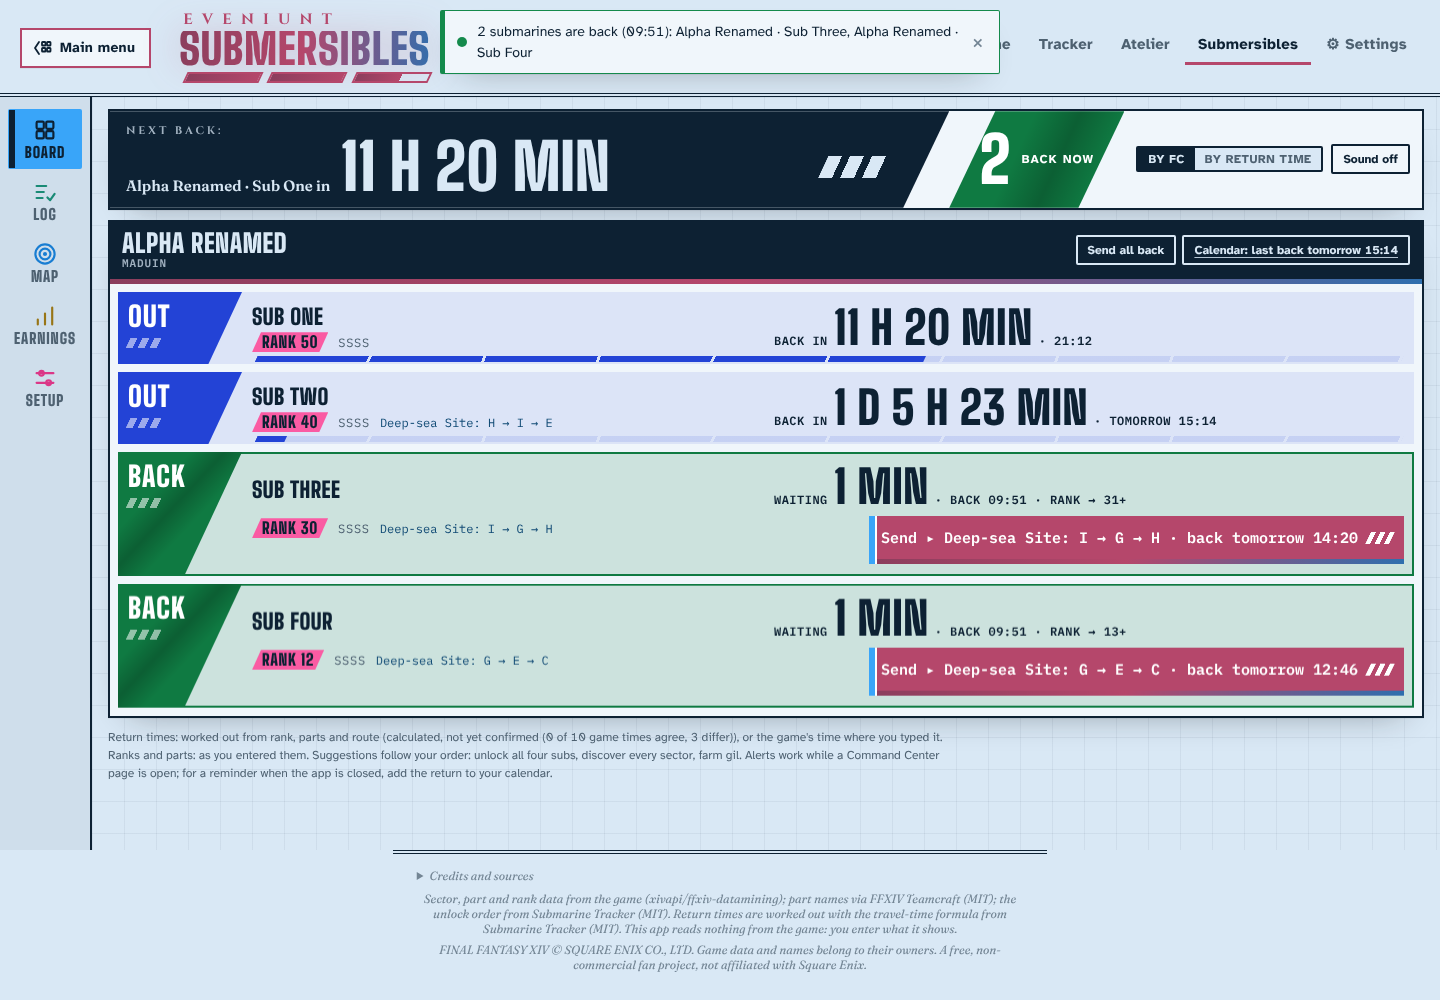 Main menu
EVENIUNT
SUBMERSIBLES
2 submarines are back (09:51): Alpha Renamed · Sub Three, Alpha Renamed ·
Sub Four
×
Tracker
Atelier
Submersibles
Settings
BOARD
LOG
MAP
EARNINGS
SETUP
NEXT BACK:
Alpha Renamed · Sub One in 11 H 20 MIN
2 BACK NOW
BY FC
BY RETURN TIME
Sound off
ALPHA RENAMED
MADUIN
Send all back
Calendar: last back tomorrow 15:14
OUT
SUB ONE
RANK 50 SSSS
BACK IN 11 H 20 MIN · 21:12
OUT
SUB TWO
RANK 40 SSSS Deep-sea Site: H → I → E
BACK IN 1 D 5 H 23 MIN · TOMORROW 15:14
BACK
SUB THREE
RANK 30 SSSS Deep-sea Site: I → G → H
WAITING 1 MIN · BACK 09:51 · RANK → 31+
Send ▸ Deep-sea Site: I → G → H · back tomorrow 14:20
BACK
SUB FOUR
RANK 12 SSSS Deep-sea Site: G → E → C
WAITING 1 MIN · BACK 09:51 · RANK → 13+
Send ▸ Deep-sea Site: G → E → C · back tomorrow 12:46
Return times: worked out from rank, parts and route (calculated, not yet confirmed (0 of 10 game times agree, 3 differ)), or the game's time where you typed it.
Ranks and parts: as you entered them. Suggestions follow your order: unlock all four subs, discover every sector, farm gil. Alerts work while a Command Center
page is open; for a reminder when the app is closed, add the return to your calendar.
▶ Credits and sources
Sector, part and rank data from the game (xivapi/ffxiv-datamining); part names via FFXIV Teamcraft (MIT); the
unlock order from Submarine Tracker (MIT). Return times are worked out with the travel-time formula from
Submarine Tracker (MIT). This app reads nothing from the game: you enter what it shows.
FINAL FANTASY XIV © SQUARE ENIX CO., LTD. Game data and names belong to their owners. A free, non-
commercial fan project, not affiliated with Square Enix.